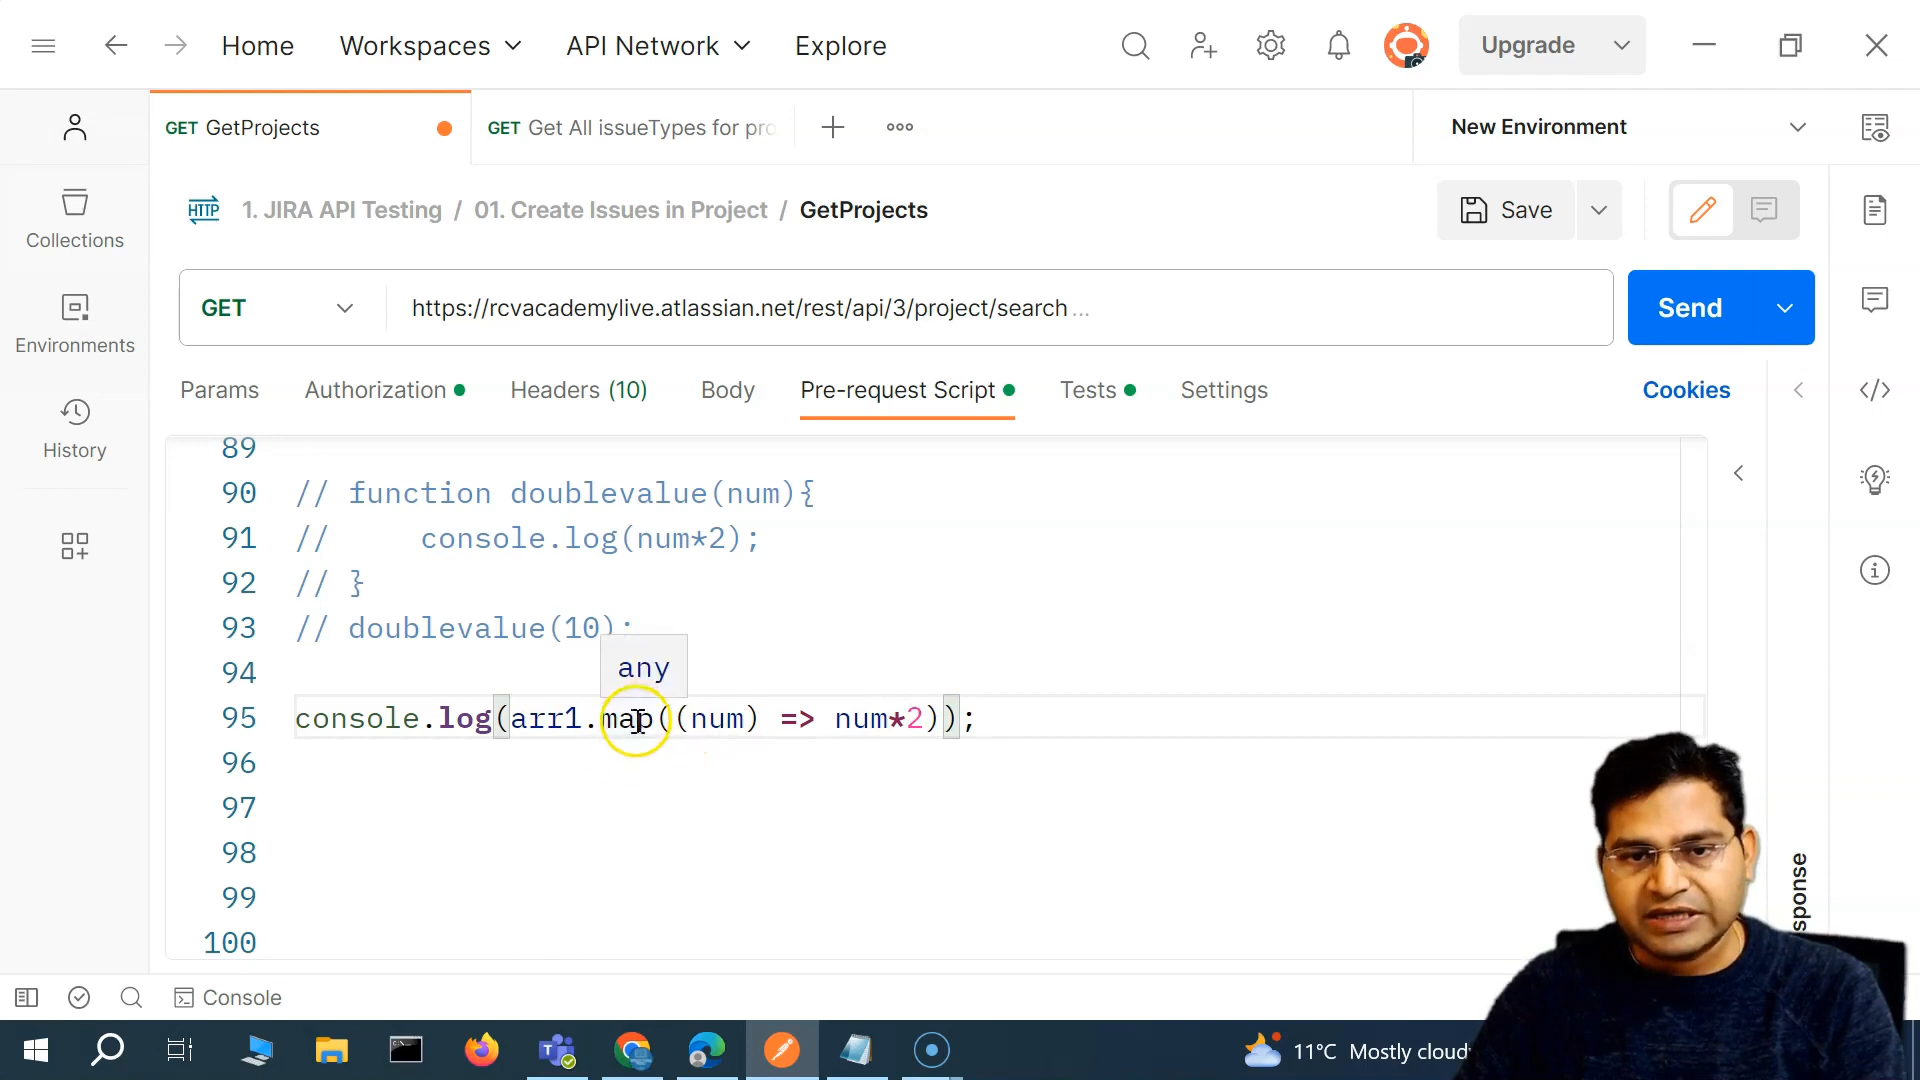 Home Workspaces API Network Explore Upgrade
GET GetProjects GET Get All issueTypes for pro New Environment
HTTP 1. JIRA API Testing / 01. Create Issues in Project / GetProjects Save
Collections
GET https://rcvacademylive.atlassian.net/rest/api/3/project/search ... Send
Environments
Params Authorization Headers (10) Body Pre-request Script Tests Settings Cookies
History
89
90 // function doublevalue(num){
91 //     console.log(num*2);
92 // }
93 // doublevalue(10);
94
any
95 console.log(arr1.map((num) => num*2));
96
97
98
99
100
sponse
Console
11°C Mostly cloud